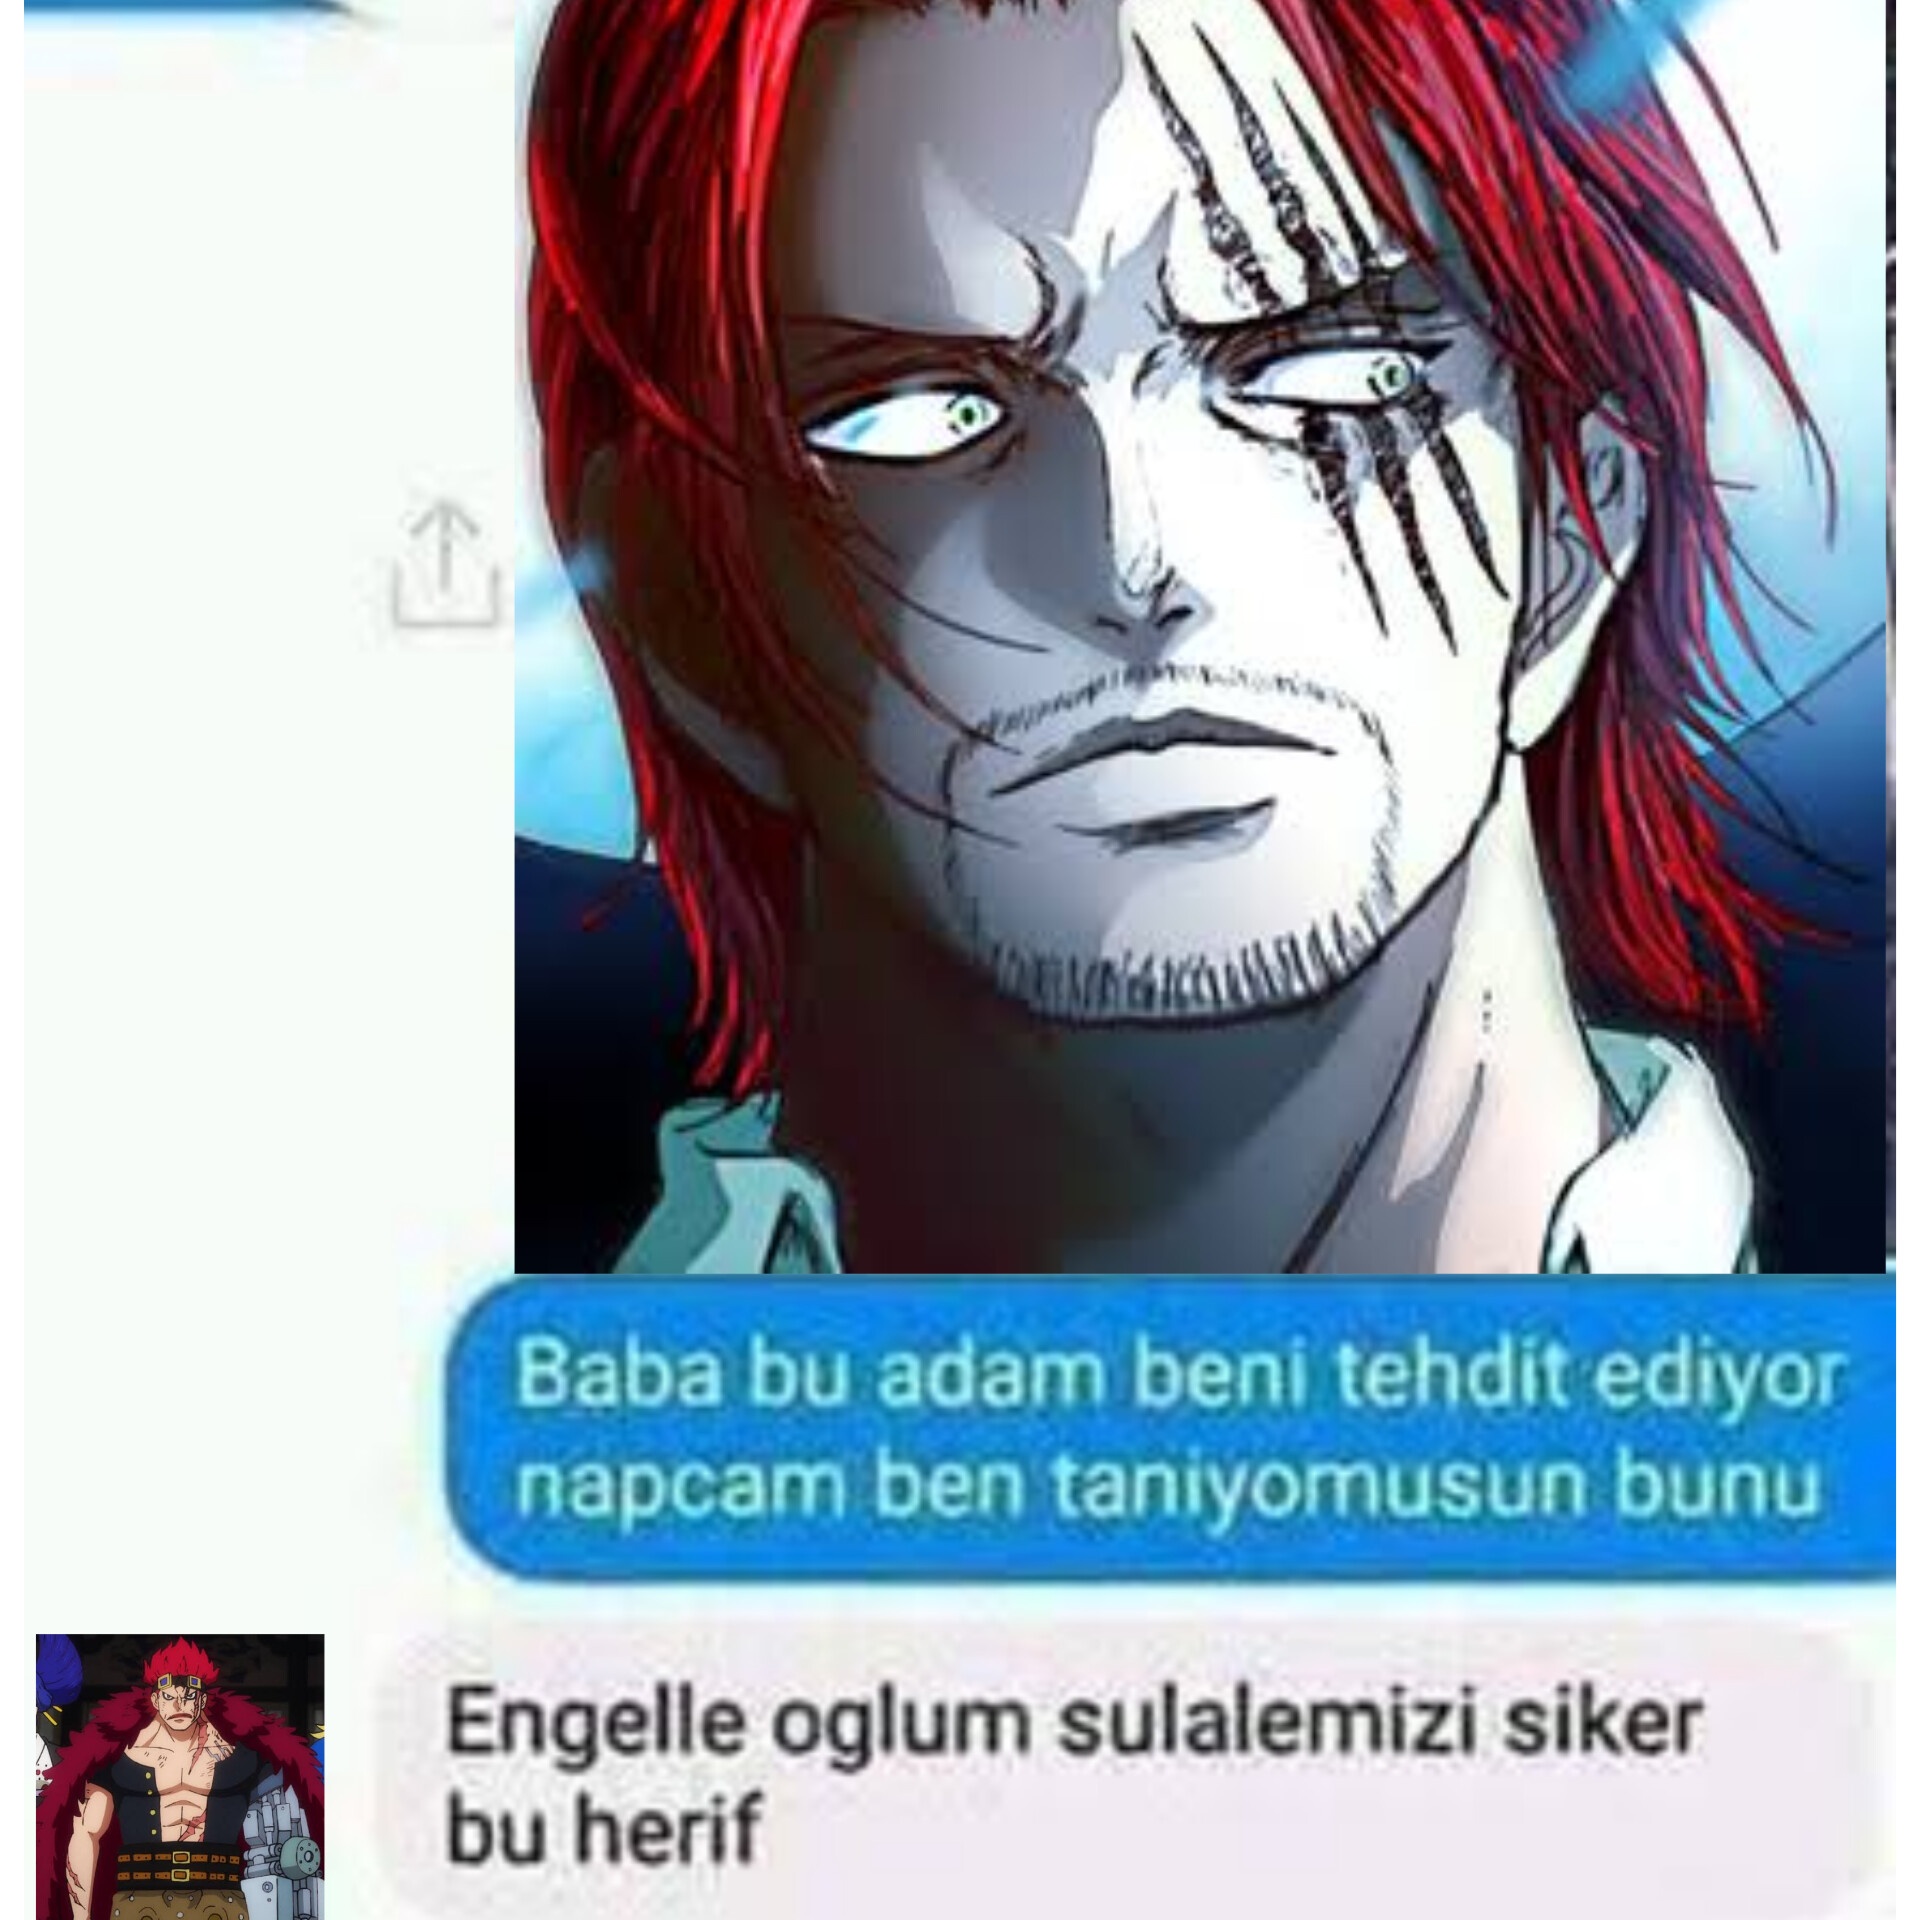 Baba bu adam beni tehdit ediyor
napcam ben taniyomusun bunu
Engelle oglum sulalemizi siker
bu herif